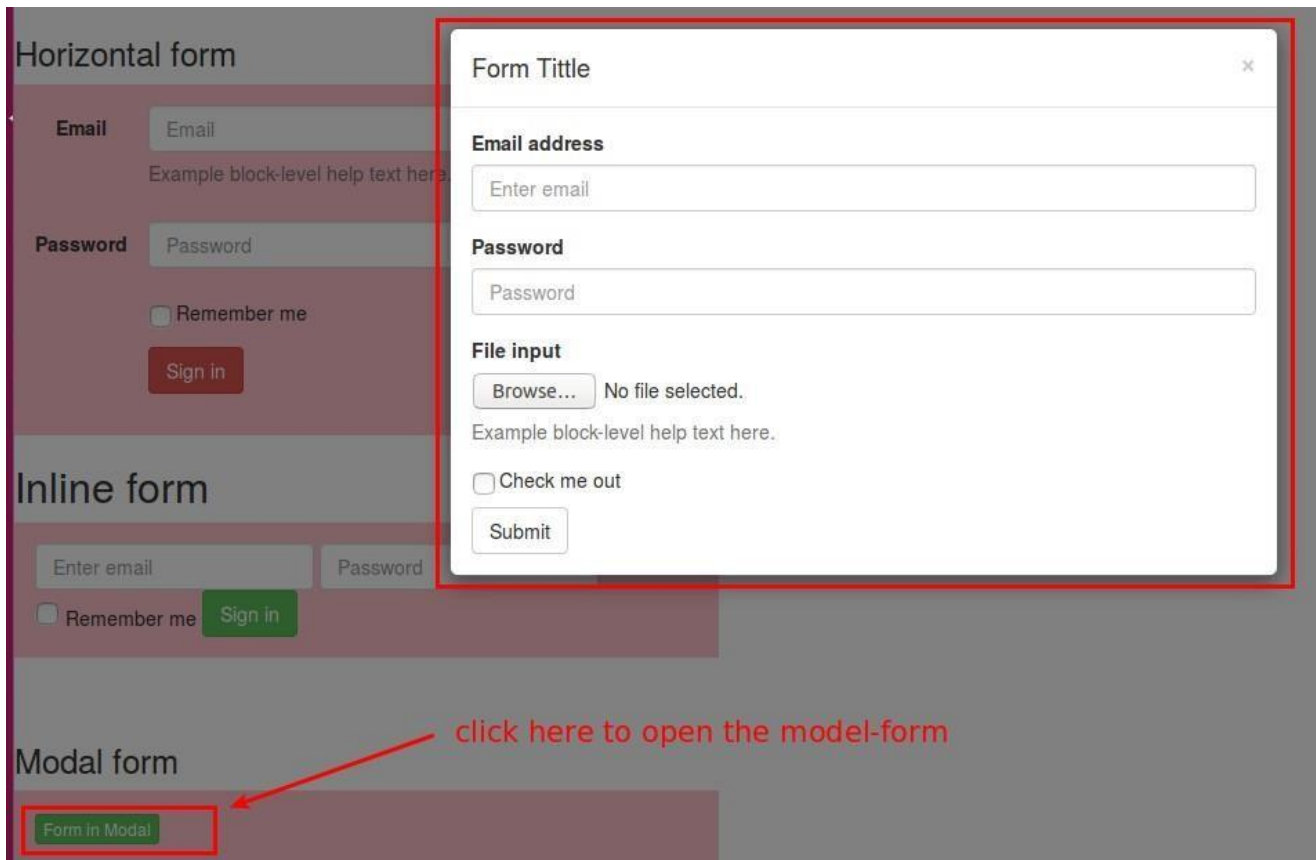 Horizontal form
Email
Email
Example block-level help text here.
Password
Password
Remember me
Sign in
Inline form
Enter email
Password
Remember me
Sign in
Modal form
Form in Modal
click here to open the model-form
Form Tittle
×
Email address
Enter email
Password
Password
File input
Browse... No file selected.
Example block-level help text here.
Check me out
Submit